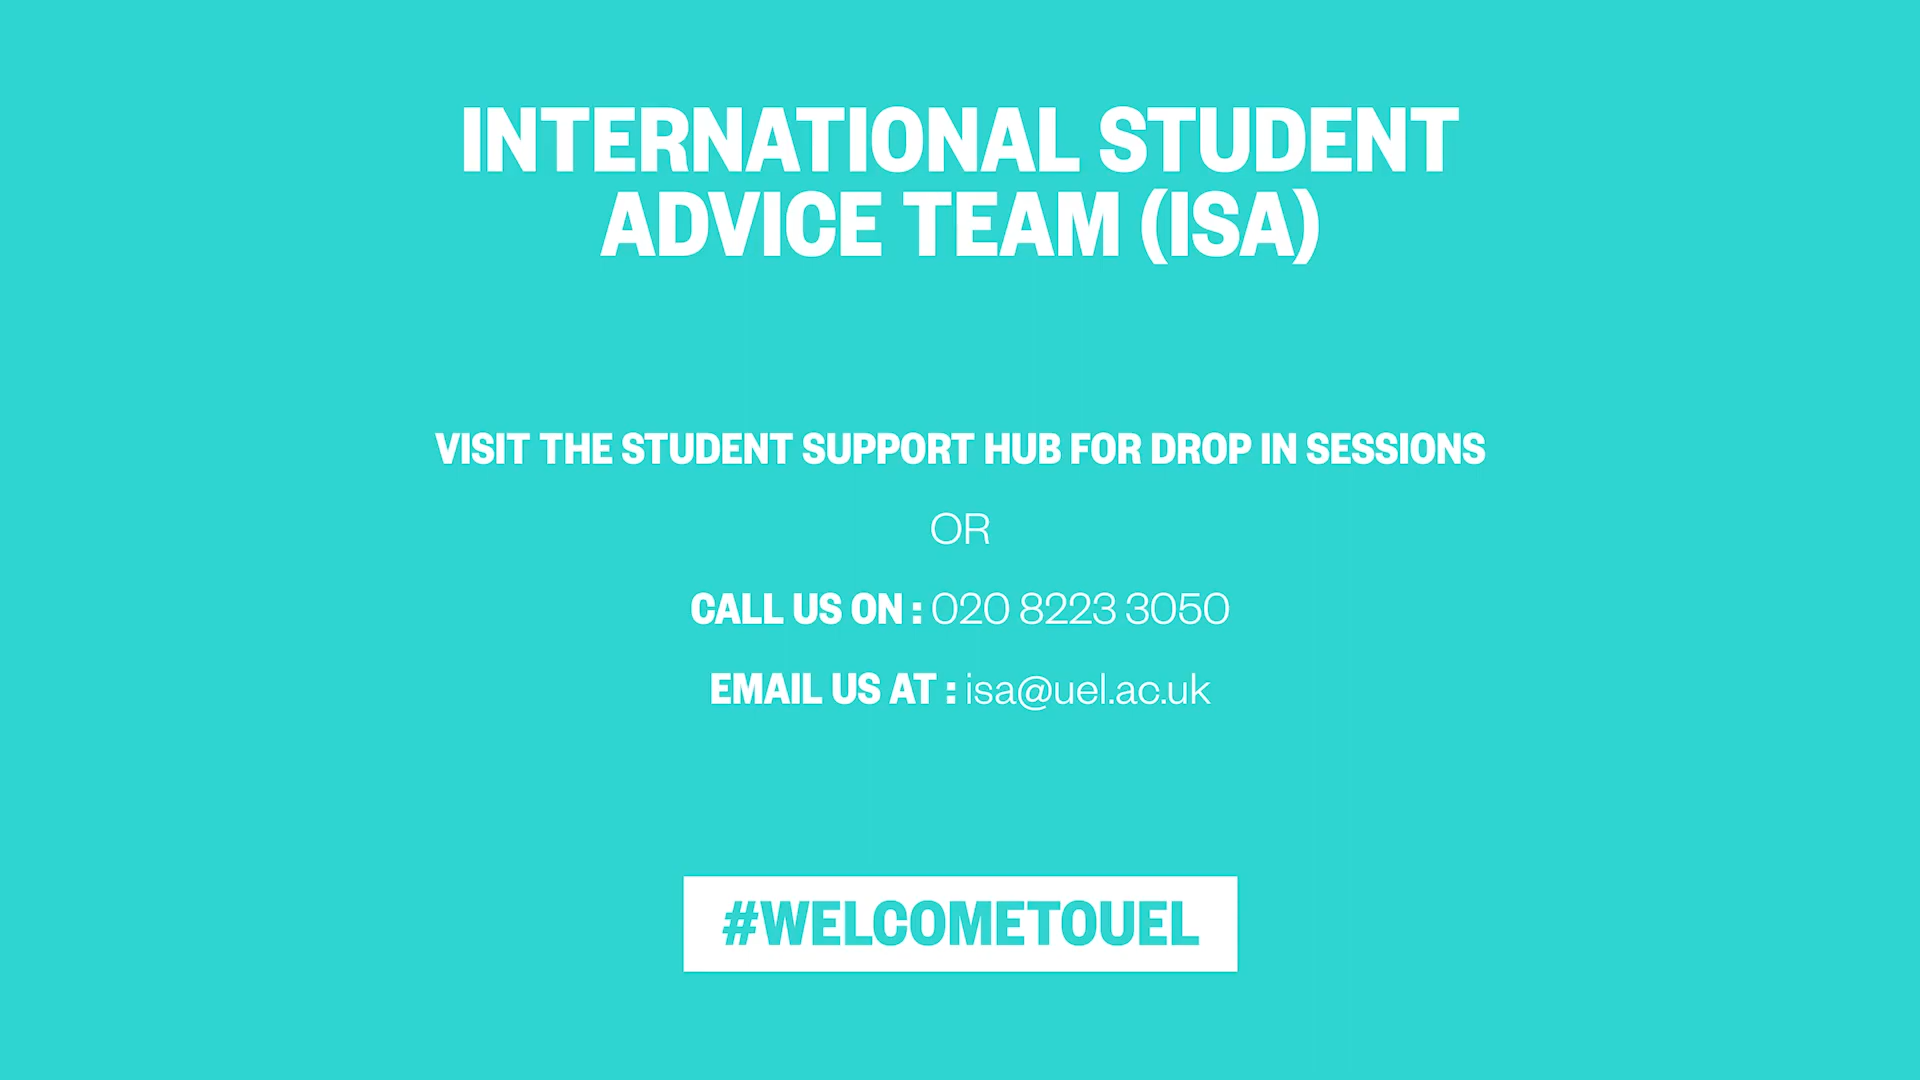 INTERNATIONAL STUDENT
ADVICE TEAM (ISA)
VISIT THE STUDENT SUPPORT HUB FOR DROP IN SESSIONS
OR
CALL US ON : 020 8223 3050
EMAIL US AT : isa@uel.ac.uk
#WELCOMETOUEL